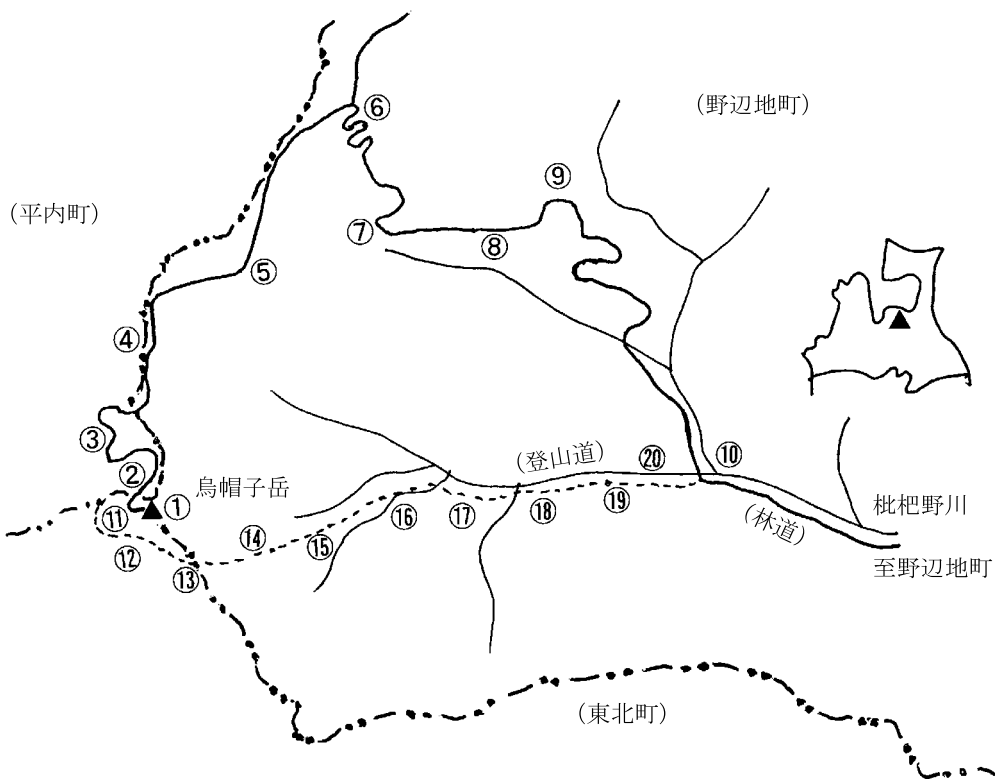 ⑥
(野辺地町)
⑨
(平内町)
⑦
⑧
⑤
④
③
(登山道)
⑳
⑩
②
烏帽子岳
①
⑪
⑯
⑰
⑱
⑲
(林道)
枇杷野川
⑭
⑮
⑫
⑬
至野辺地町
(東北町)